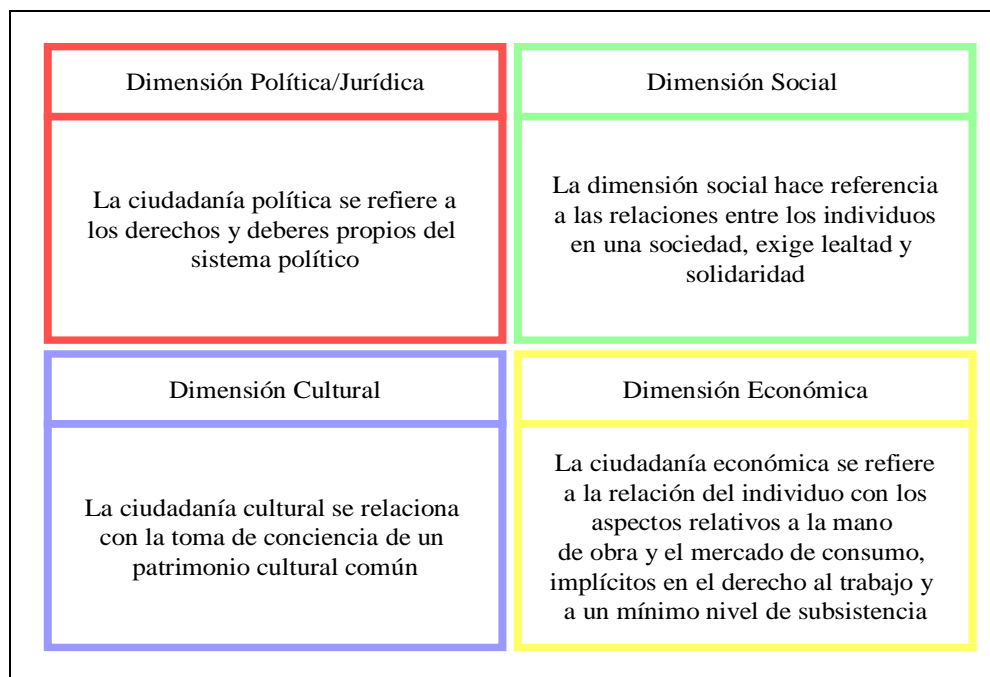 Dimensión Política/Jurídica
La ciudadanía política se refiere a
los derechos y deberes propios del
sistema político
Dimensión Social
La dimensión social hace referencia
a las relaciones entre los individuos
en una sociedad, exige lealtad y
solidaridad
Dimensión Cultural
La ciudadanía cultural se relaciona
con la toma de conciencia de un
patrimonio cultural común
Dimensión Económica
La ciudadanía económica se refiere
a la relación del individuo con los
aspectos relativos a la mano
de obra y el mercado de consumo,
implícitos en el derecho al trabajo y
a un mínimo nivel de subsistencia